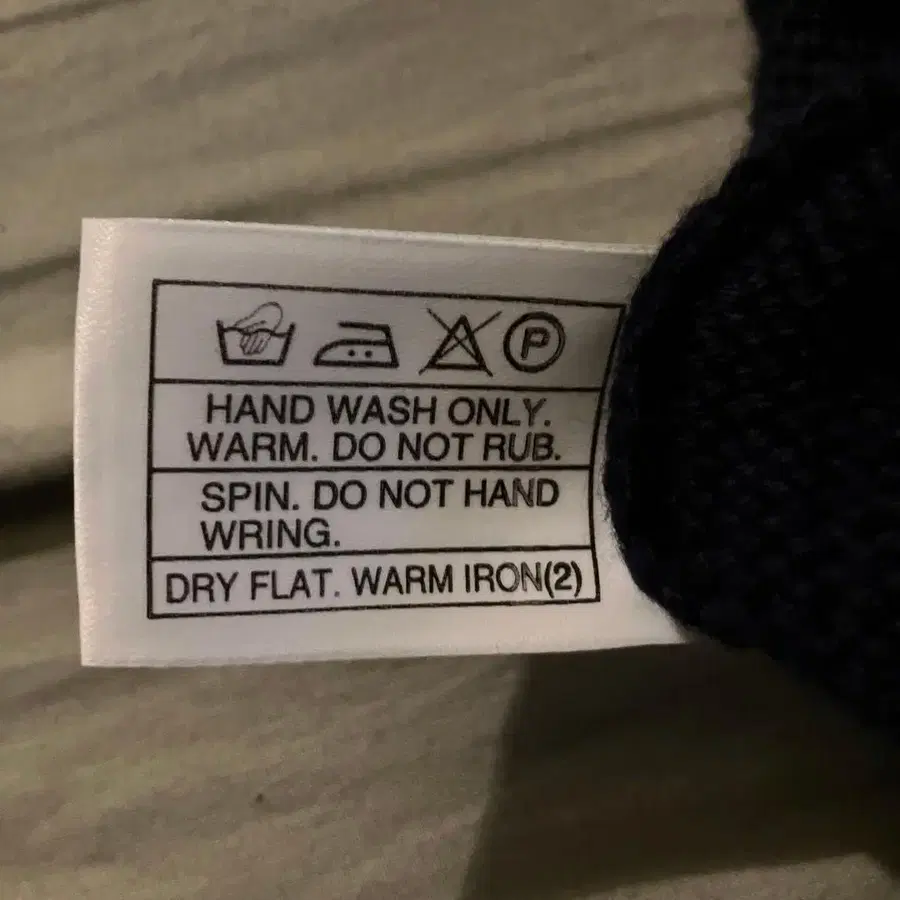 P
HAND WASH ONLY.
WARM. DO NOT RUB.
SPIN. DO NOT HAND
WRING.
DRY FLAT. WARM IRON(2)